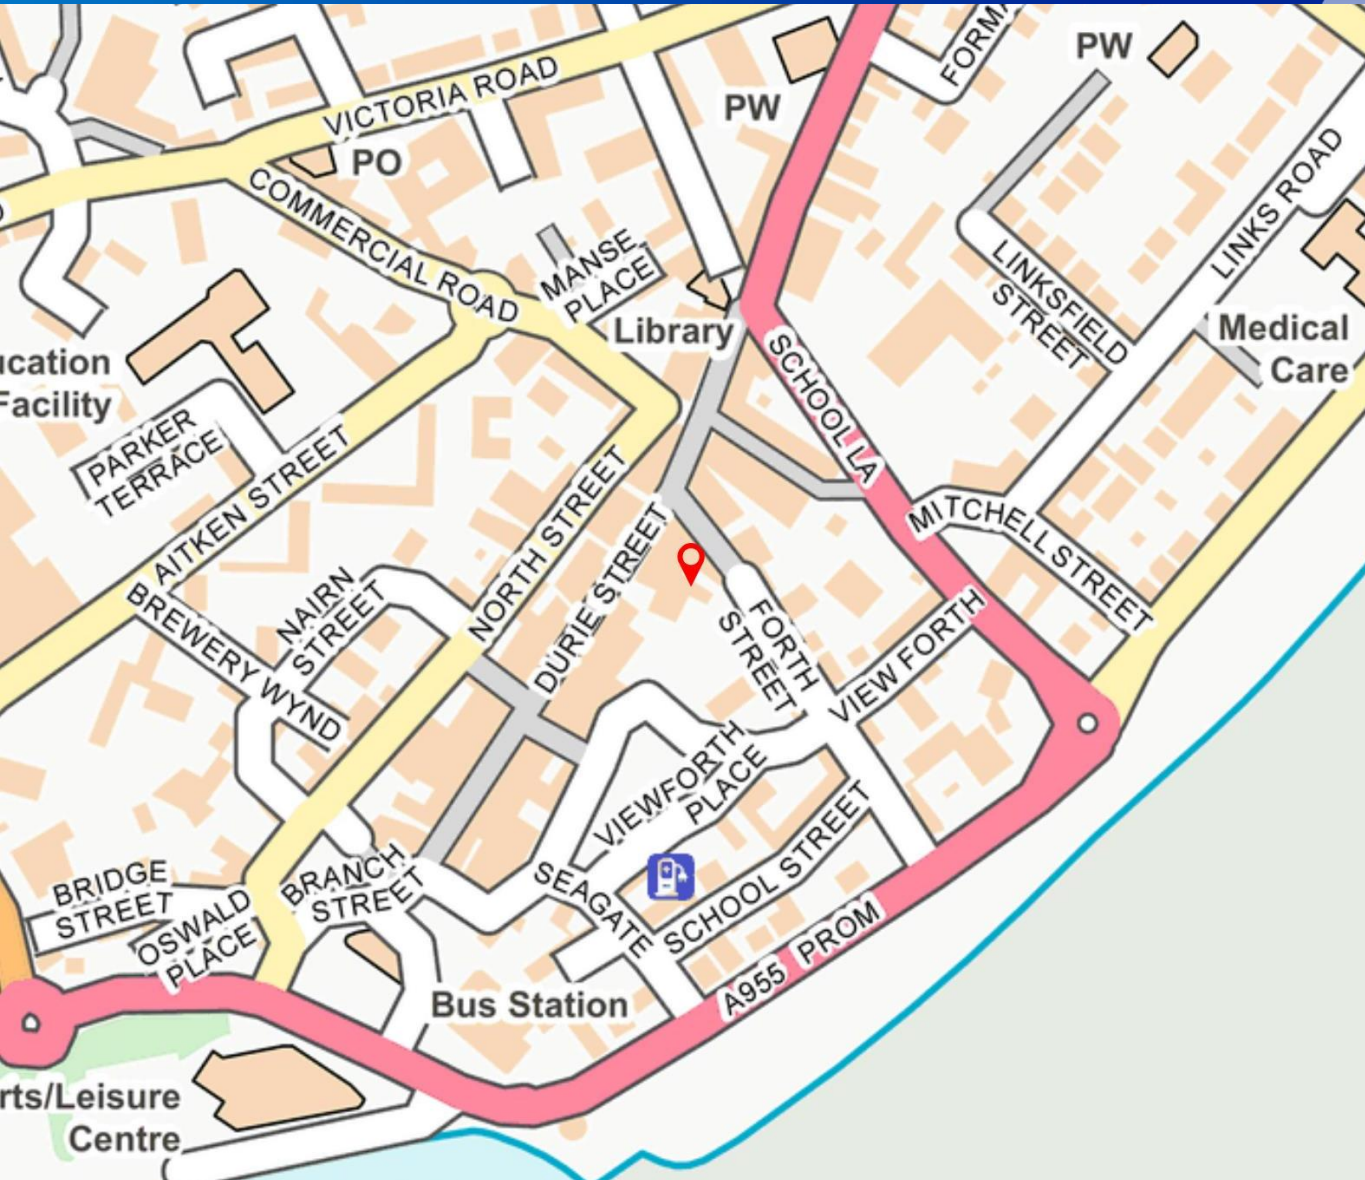 FORMA
PW
VICTORIA ROAD
PW
PO
LINKS ROAD
COMMERCIAL ROAD
MANSE
PLACE
LINKSFIELD
STREET
Library
Medical
Care
SCHOOL LA
ucation
Facility
PARKER
TERRACE
AITKEN STREET
NORTH STREET
MITCHELL STREET
DURIE STREET
NAIRN
STREET
BREWERY WYND
FORTH
STREET
VIEW FORTH
VIEWFORTH
PLACE
SCHOOL STREET
BRIDGE
STREET
BRANCH
STREET
SEAGATE
OSWALD
PLACE
A955 PROM
Bus Station
rts/Leisure
Centre